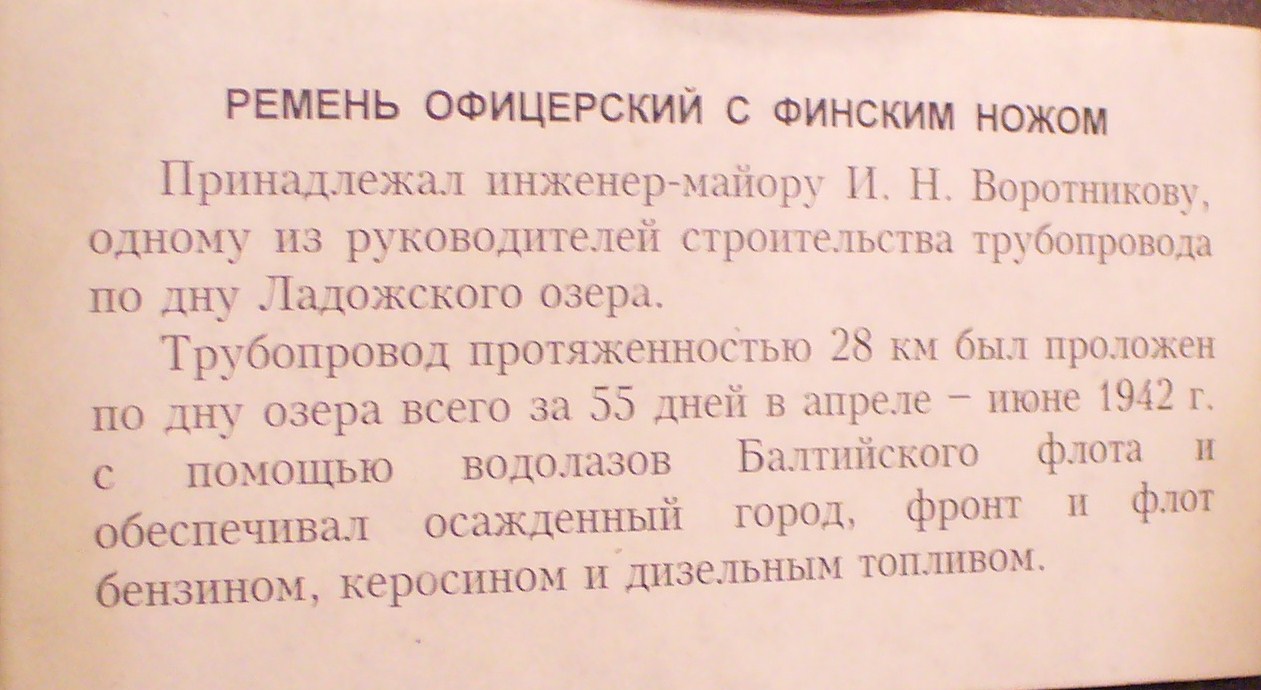 РЕМЕНЬ ОФИЦЕРСКИЙ С ФИНСКИМ НОЖОМ
Принадлежал инженер-майору И. Н. Воротникову,
одному из руководителей строительства трубопровода
по дну Ладожского озера.
Трубопровод протяженностью 28 км был проложен
по дну озера всего за 55 дней в апреле – июне 1942 г.
с помощью водолазов Балтийского флота и
обеспечивал осажденный город, фронт и флот
бензином, керосином и дизельным топливом.